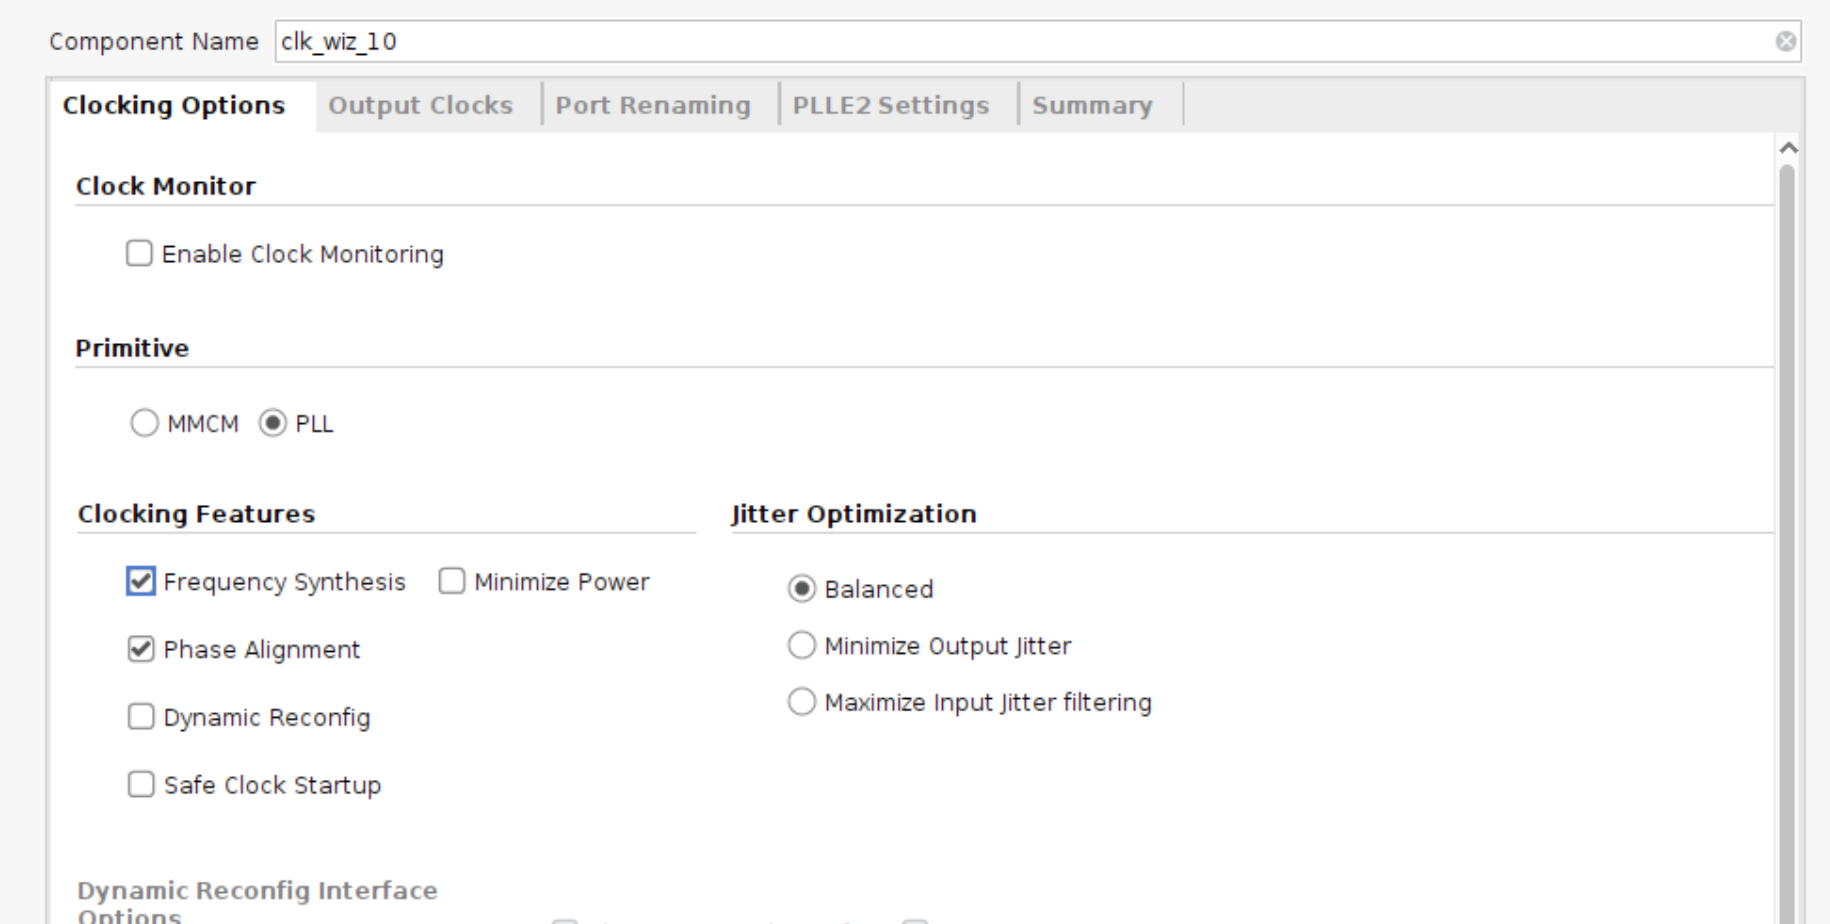 Component Name clk_wiz_10
Clocking Options Output Clocks Port Renaming PLLE2 Settings Summary
Clock Monitor
Enable Clock Monitoring
Primitive
MMCM PLL
Clocking Features
Jitter Optimization
Frequency Synthesis Minimize Power
Balanced
Phase Alignment
Minimize Output Jitter
Dynamic Reconfig
Maximize Input Jitter filtering
Safe Clock Startup
Dynamic Reconfig Interface
Options